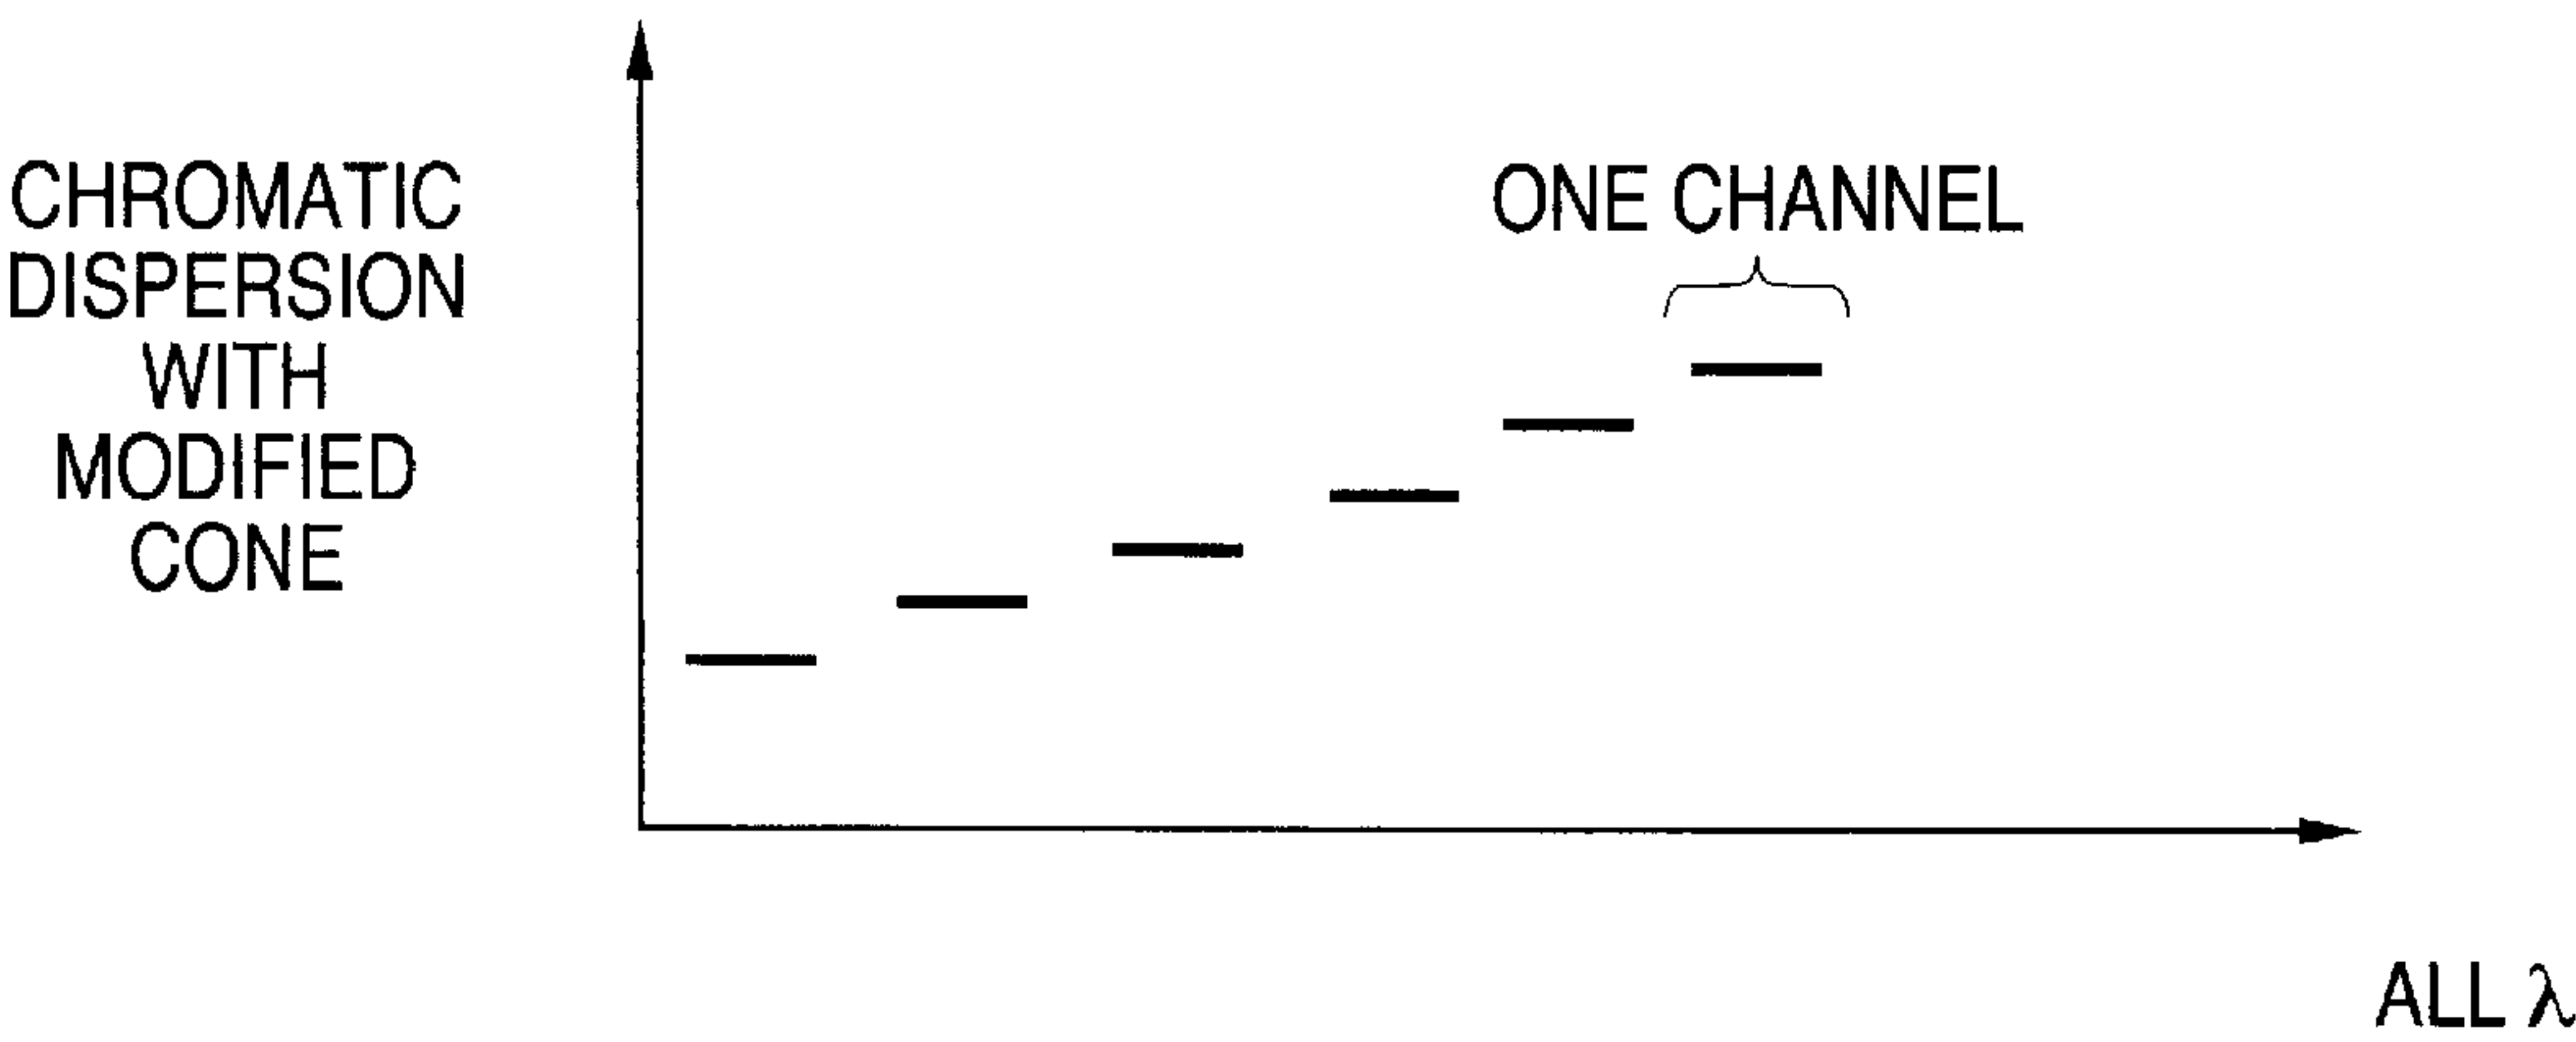 CHROMATIC
DISPERSION
WITH
MODIFIED
CONE
ONE CHANNEL
ALL λ